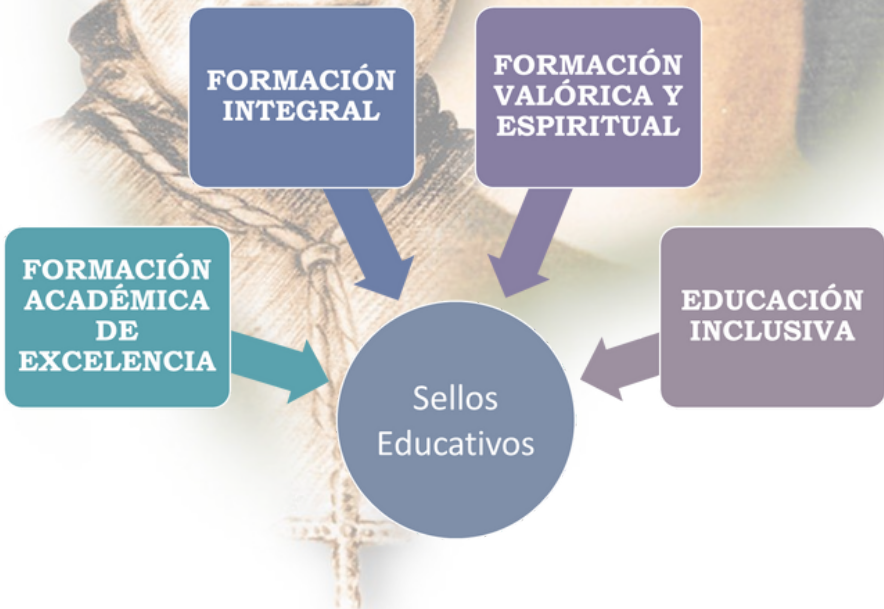 FORMACIÓN
INTEGRAL
FORMACIÓN
VALÓRICA Y
ESPIRITUAL
FORMACIÓN
ACADÉMICA
DE
EXCELENCIA
EDUCACIÓN
INCLUSIVA
Sellos
Educativos